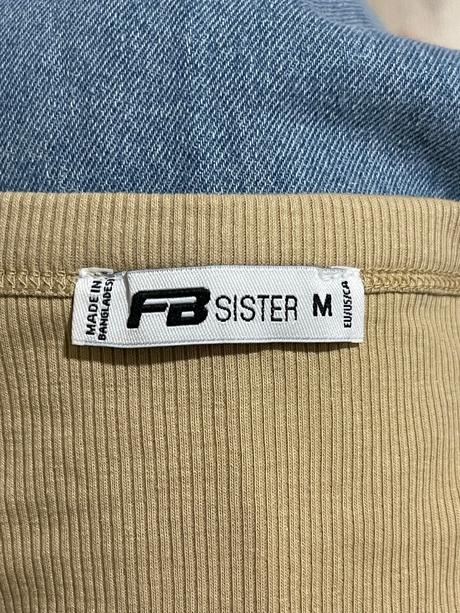 MADE IN
BANGLADESH
FB SISTER M
EU/US/CA